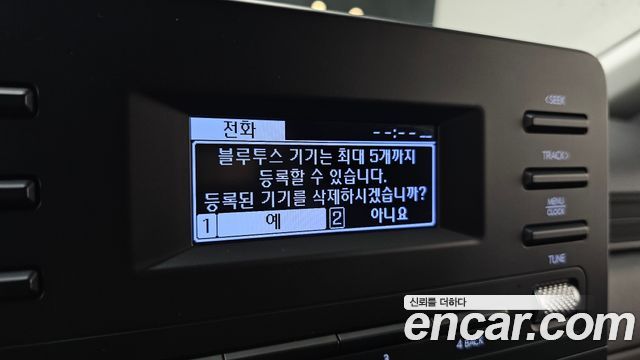 전화
--:-- __
블루투스 기기는 최대 5개까지
등록할 수 있습니다.
등록된 기기를 삭제하시겠습니까?
1 예 2 아니요
<SEEK
TRACK>
MENU
CLOCK
TUNE
3
4 BACK
신뢰를 더하다
encar.com